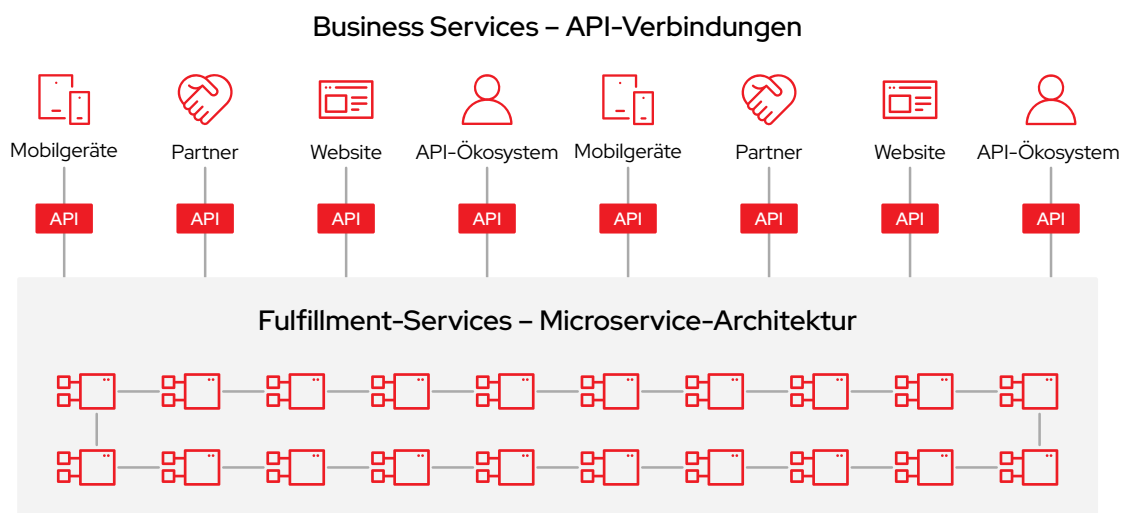 Business Services – API-Verbindungen
Mobilgeräte Partner Website API-Ökosystem Mobilgeräte Partner Website API-Ökosystem
API API API API API API API API
Fulfillment-Services – Microservice-Architektur